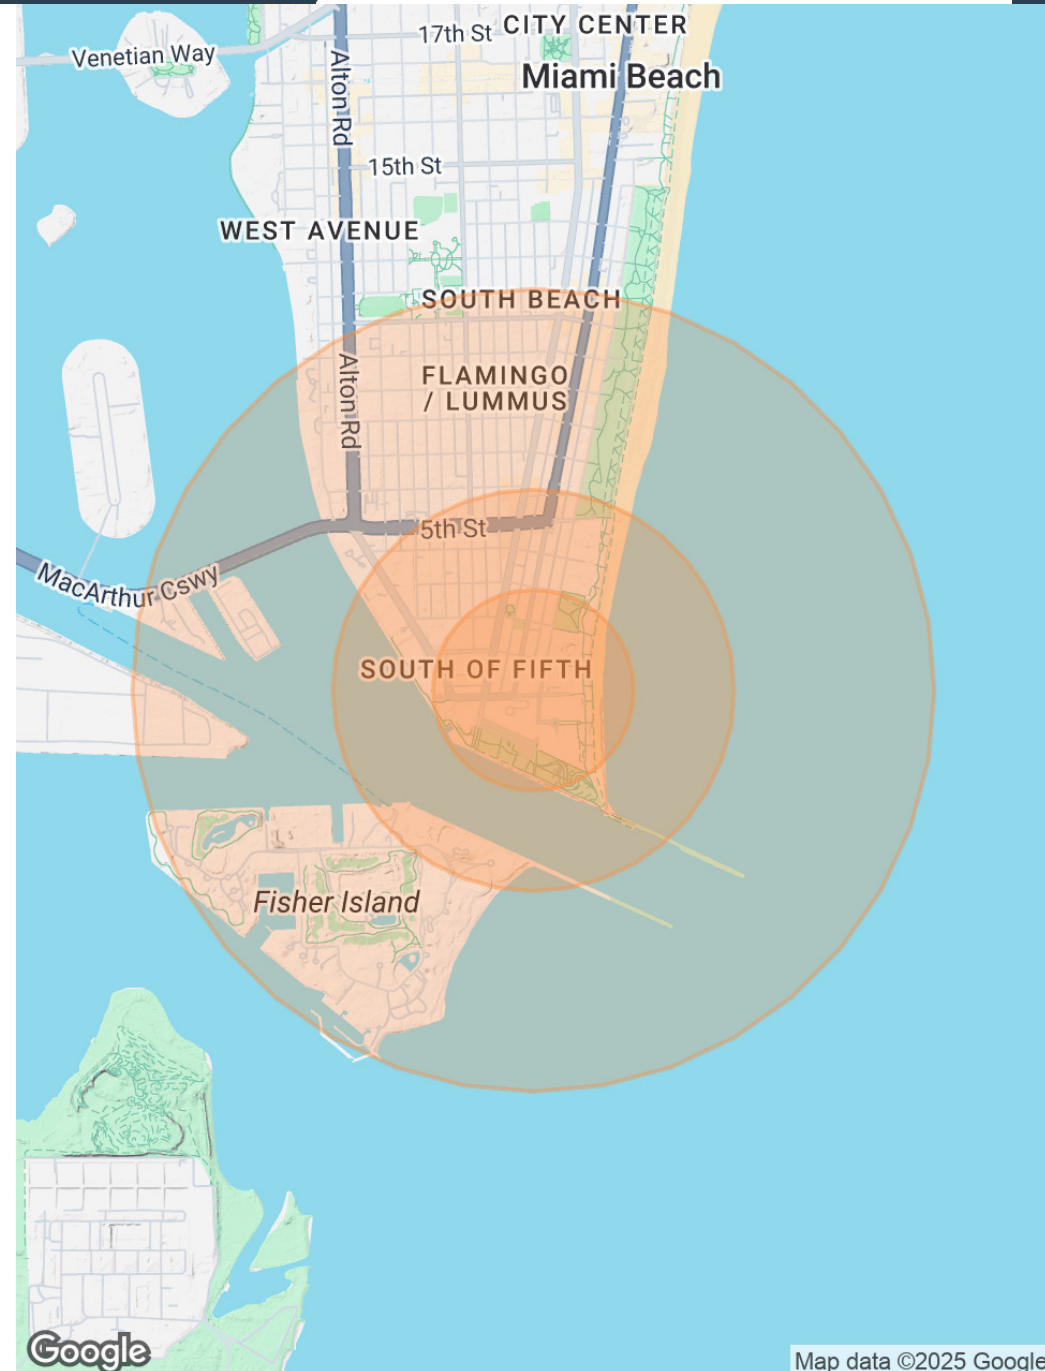 17th St
CITY CENTER
Venetian Way
Miami Beach
Alton Rd
15th St
WEST AVENUE
SOUTH BEACH
Alton Rd
FLAMINGO
/ LUMMUS
5th St
MacArthur Cswy
SOUTH OF FIFTH
Fisher Island
Google
Map data ©2025 Google